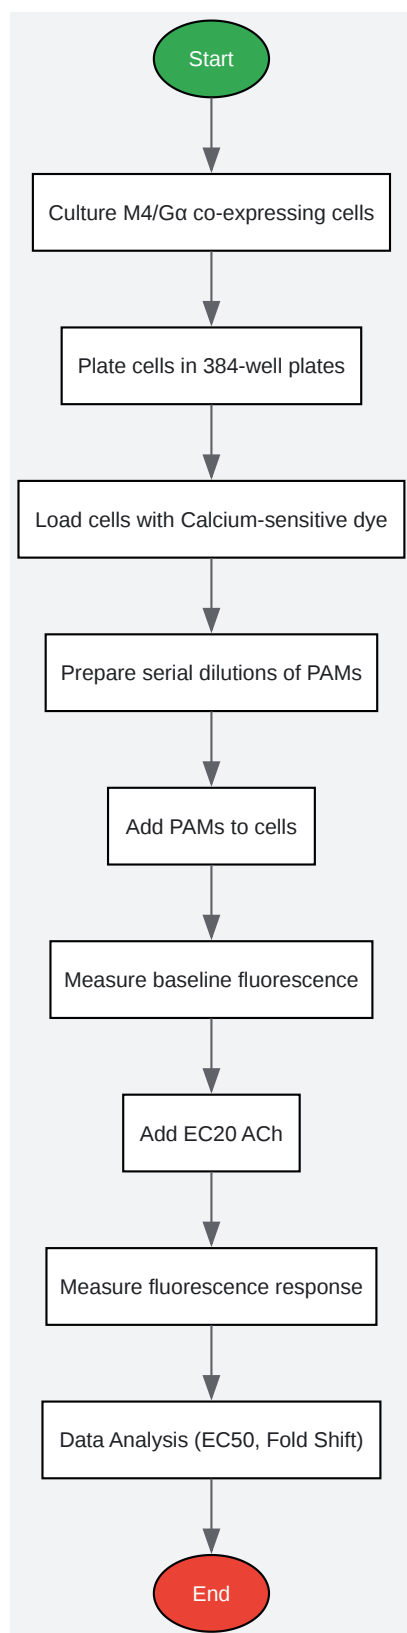 Start
Culture M4/Gα co-expressing cells
Plate cells in 384-well plates
Load cells with Calcium-sensitive dye
Prepare serial dilutions of PAMs
Add PAMs to cells
Measure baseline fluorescence
Add EC20 ACh
Measure fluorescence response
Data Analysis (EC50, Fold Shift)
End